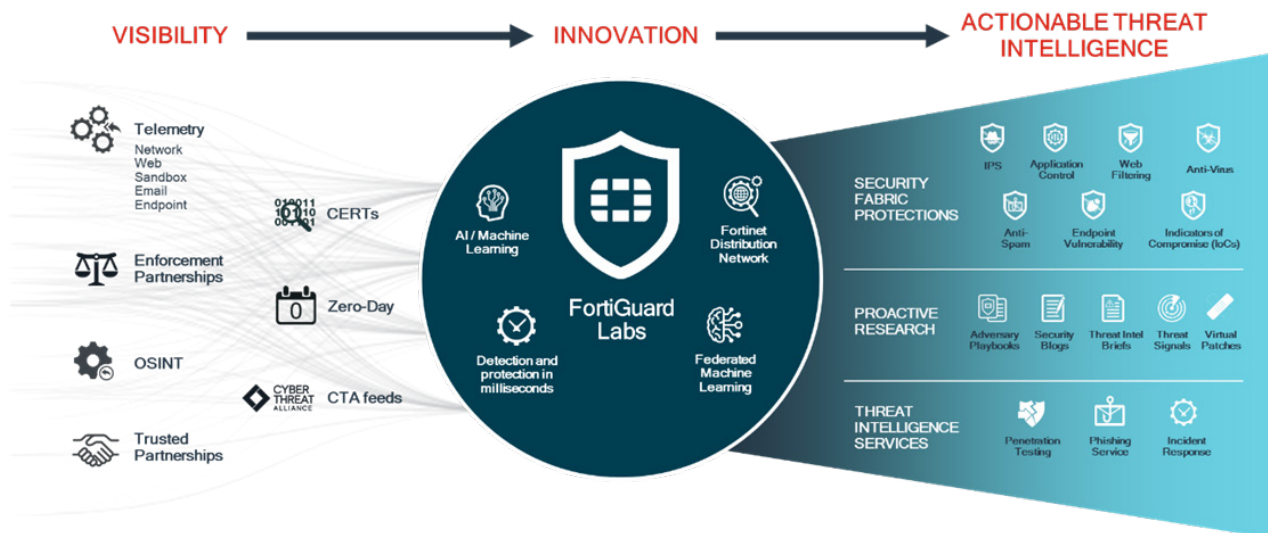 VISIBILITY
INNOVATION
ACTIONABLE THREAT
INTELLIGENCE
Telemetry
Network
Web
Sandbox
Email
Endpoint
010011
101010
001101
CERTs
Enforcement
Partnerships
0
Zero-Day
OSINT
CYBER
THREAT
ALLIANCE
CTA feeds
Trusted
Partnerships
AI / Machine
Learning
Fortinet
Distribution
Network
FortiGuard
Labs
Detection and
protection in
milliseconds
Federated
Machine
Learning
SECURITY
FABRIC
PROTECTIONS
IPS
Application
Control
Web
Filtering
Anti-Virus
Anti-
Spam
Endpoint
Vulnerability
Indicators of
Compromise (IoCs)
PROACTIVE
RESEARCH
Adversary
Playbooks
Security
Blogs
Threat Intel
Briefs
Threat
Signals
Virtual
Patches
THREAT
INTELLIGENCE
SERVICES
Penetration
Testing
Phishing
Service
Incident
Response